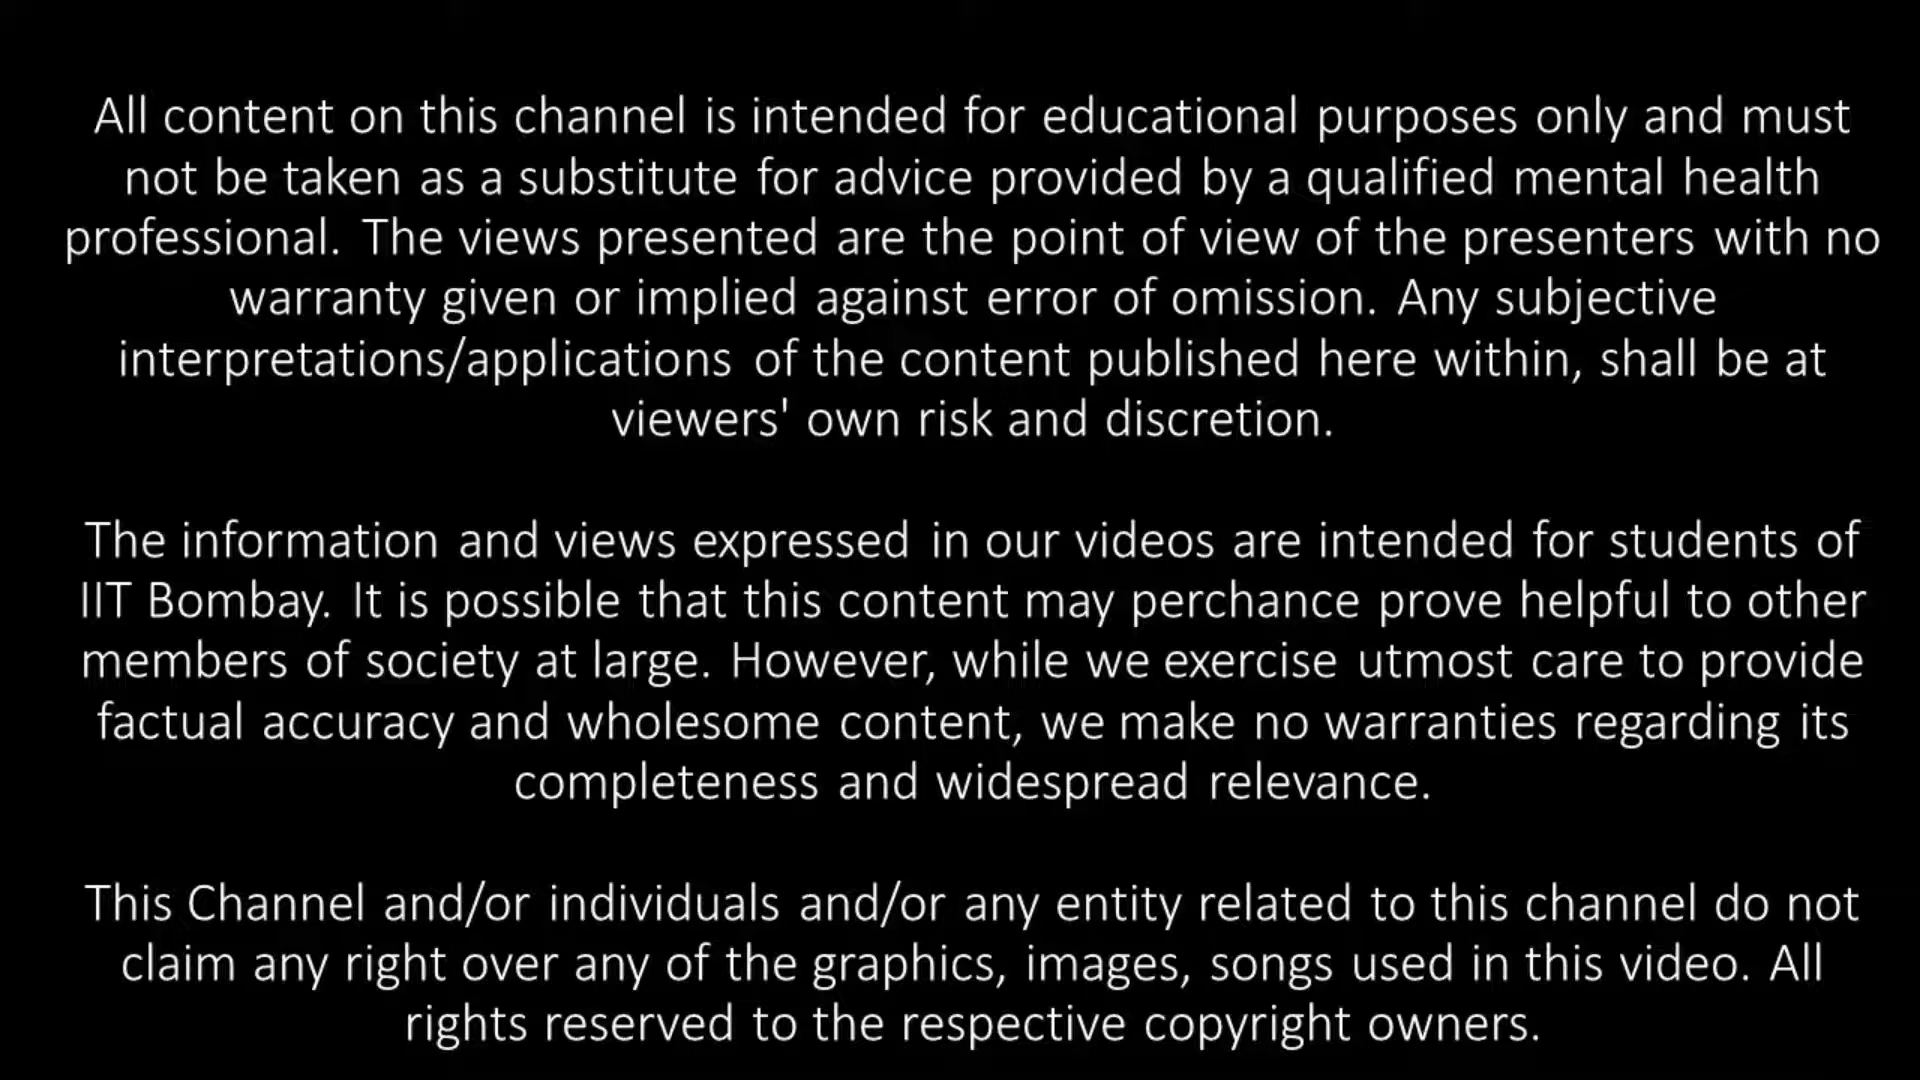 All content on this channel is intended for educational purposes only and must
not be taken as a substitute for advice provided by a qualified mental health
professional. The views presented are the point of view of the presenters with no
warranty given or implied against error of omission. Any subjective
interpretations/applications of the content published here within, shall be at
viewers' own risk and discretion.
The information and views expressed in our videos are intended for students of
IIT Bombay. It is possible that this content may perchance prove helpful to other
members of society at large. However, while we exercise utmost care to provide
factual accuracy and wholesome content, we make no warranties regarding its
completeness and widespread relevance.
This Channel and/or individuals and/or any entity related to this channel do not
claim any right over any of the graphics, images, songs used in this video. All
rights reserved to the respective copyright owners.